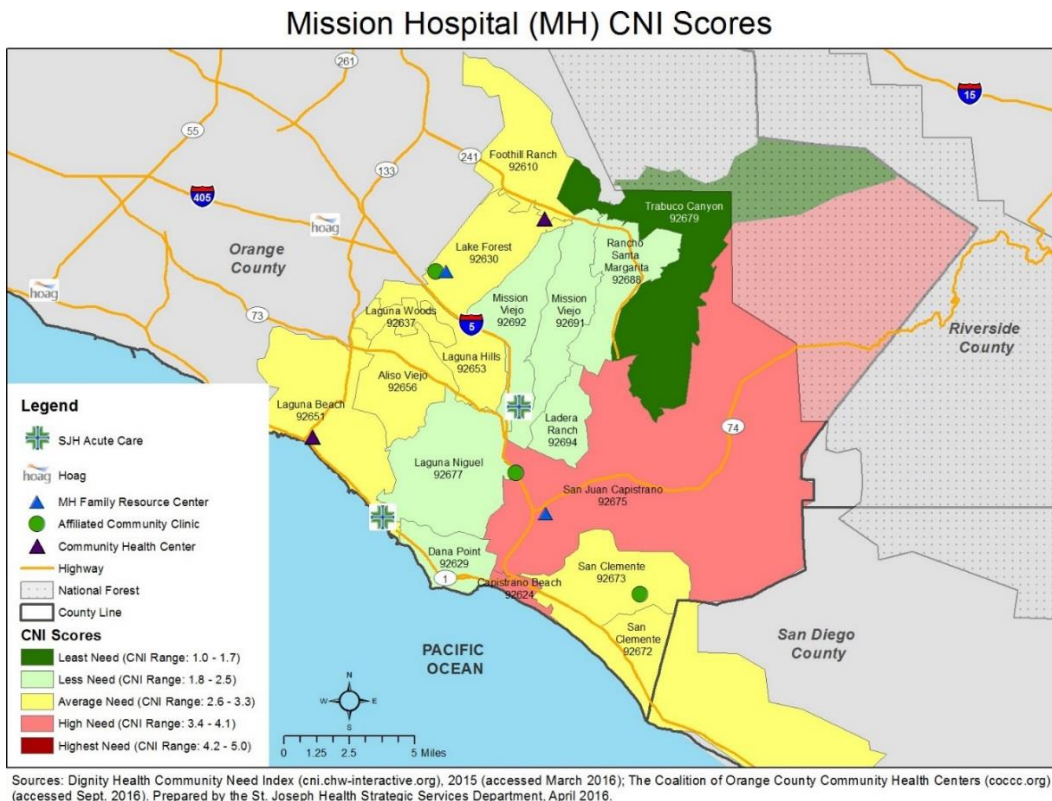 Mission Hospital (MH) CNI Scores
261
15
55
241
Foothill Ranch
92610
133
405
Trabuco Canyon
92679
hoag
Orange
County
Lake Forest
92630
Rancho
Santa
Margarita
92688
hoag
Mission
Viejo
92692
Mission
Viejo
92691
73
Laguna Woods
92637
5
Riverside
County
Laguna Hills
92653
Aliso Viejo
92656
Laguna Beach
92651
Ladera
Ranch
92694
74
Laguna Niguel
92677
San Juan Capistrano
92675
Dana Point
92629
1
Capistrano Beach
92624
San Clemente
92673
San
Clemente
92672
San Diego
County
PACIFIC
OCEAN
Legend
SJH Acute Care
hoag
Hoag
MH Family Resource Center
Affiliated Community Clinic
Community Health Center
Highway
National Forest
County Line
CNI Scores
Least Need (CNI Range: 1.0 - 1.7)
Less Need (CNI Range: 1.8 - 2.5)
Average Need (CNI Range: 2.6 - 3.3)
High Need (CNI Range: 3.4 - 4.1)
Highest Need (CNI Range: 4.2 - 5.0)
N
W E
S
0 1.25 2.5 5 Miles
Sources: Dignity Health Community Need Index (cni.chw-interactive.org), 2015 (accessed March 2016); The Coalition of Orange County Community Health Centers (coccc.org)
(accessed Sept. 2016). Prepared by the St. Joseph Health Strategic Services Department, April 2016.